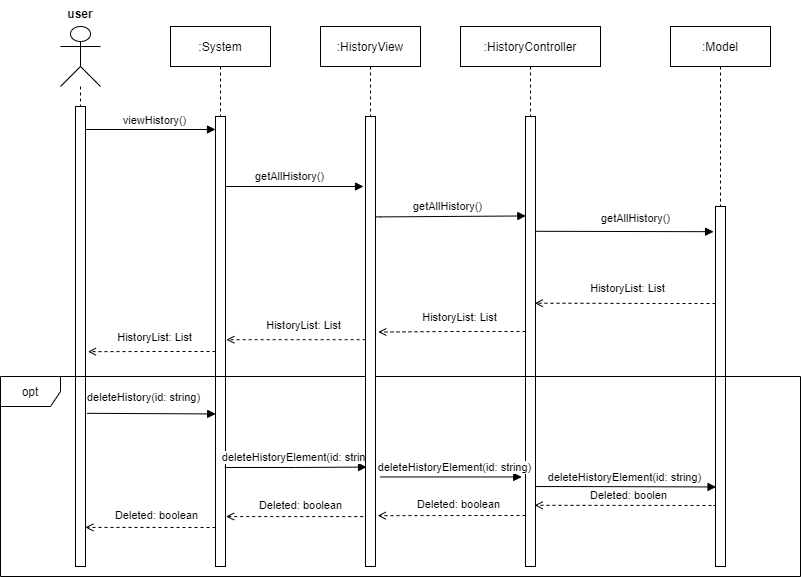 user
:System
:HistoryView
:HistoryController
:Model
viewHistory()
getAllHistory()
getAllHistory()
getAllHistory()
HistoryList: List
HistoryList: List
HistoryList: List
HistoryList: List
opt
deleteHistory(id: string)
deleteHistoryElement(id: strin
deleteHistoryElement(id: string)
deleteHistoryElement(id: string)
Deleted: boolen
Deleted: boolean
Deleted: boolean
Deleted: boolean